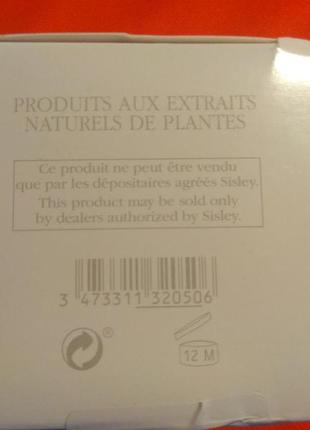 PRODUITS AUX EXTRAITS
NATURELS DE PLANTES
Ce produit ne peut être vendu
que par les dépositaires agréés Sisley.
This product may be sold only
by dealers authorized by Sisley.
3 473311 320506
®
12 M